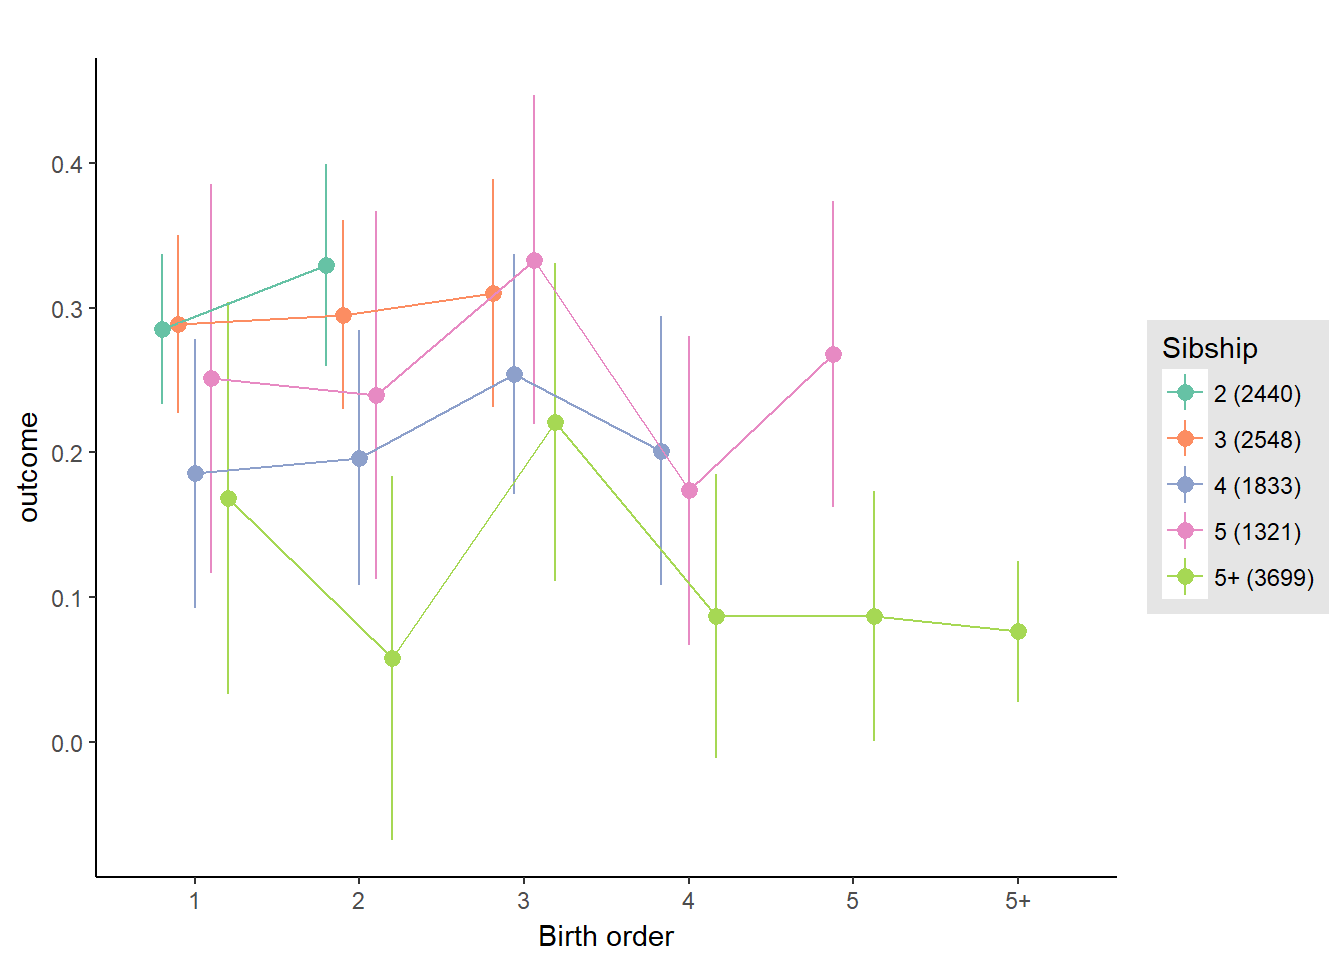 0.4
0.3
0.2
0.1
0.0
outcome
1 2 3 4 5 5+
Birth order
Sibship
2 (2440)
3 (2548)
4 (1833)
5 (1321)
5+ (3699)